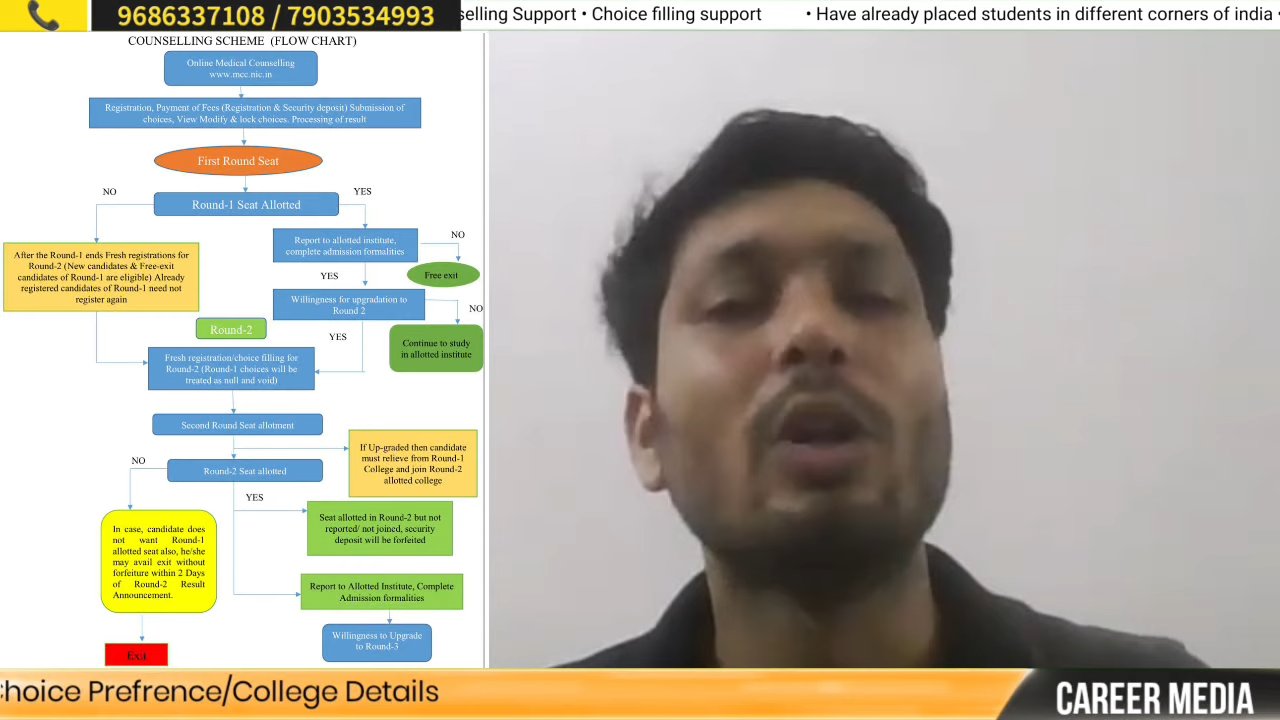 9686337108 / 7903534993
selling Support • Choice filling support • Have already placed students in different corners of india
COUNSELLING SCHEME (FLOW CHART)
Online Medical Counselling
www.mcc.nic.in
Registration, Payment of Fees (Registration & Security deposit) Submission of
choices, View Modify & lock choices. Processing of result
First Round Seat
NO
YES
Round-1 Seat Allotted
Report to allotted institute,
complete admission formalities
NO
Free exit
After the Round-1 ends Fresh registrations for
Round-2 (New candidates & Free-exit
candidates of Round-1 are eligible) Already
registered candidates of Round-1 need not
register again
YES
Willingness for upgradation to
Round 2
NO
Round-2
YES
Continue to study
in allotted institute
Fresh registration/choice filling for
Round-2 (Round-1 choices will be
treated as null and void)
Second Round Seat allotment
If Up-graded then candidate
must relieve from Round-1
College and join Round-2
allotted college
NO
Round-2 Seat allotted
YES
Seat allotted in Round-2 but not
reported/ not joined, security
deposit will be forfeited
In case, candidate does
not want Round-1
allotted seat also, he/she
may avail exit without
forfeiture within 2 Days
of Round-2 Result
Announcement.
Report to Allotted Institute, Complete
Admission formalities
Willingness to Upgrade
to Round-3
Exit
Choice Prefrence/College Details
CAREER MEDIA